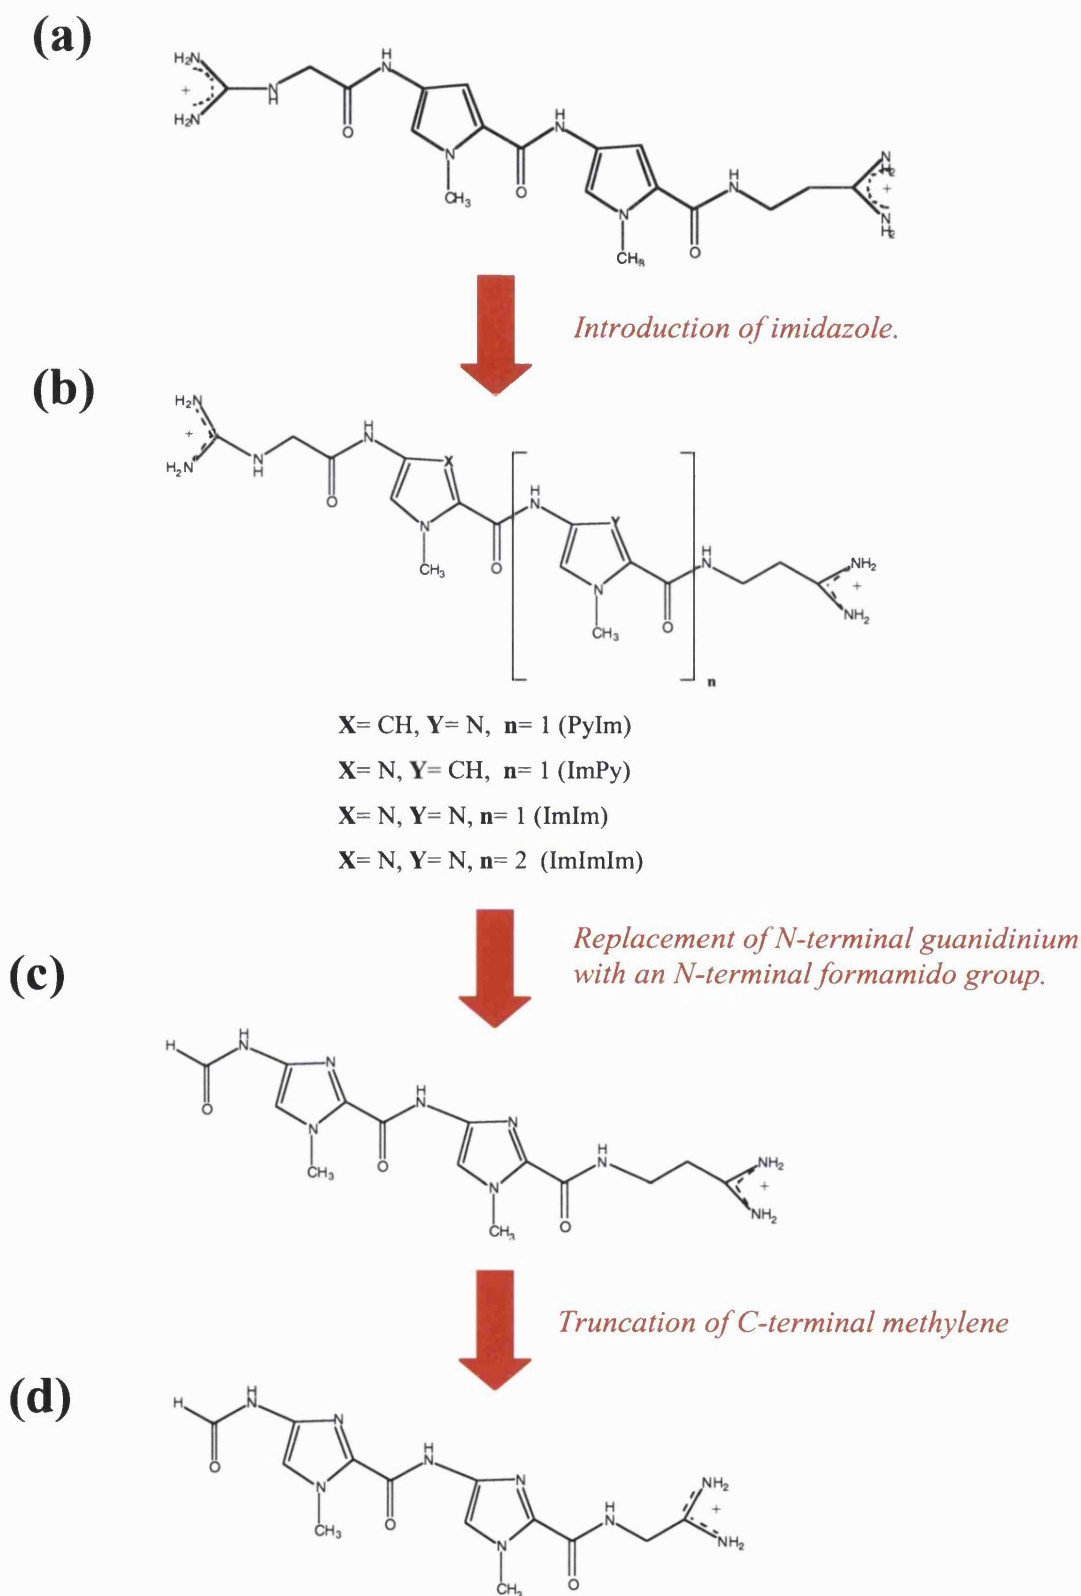 (a)
H₂N
+
H₂N
N
H
O
H
N
N
CH₃
O
H
N
N
CH₃
O
H
N
N
H₂
+
N
H₂
Introduction of imidazole.
(b)
H₂N
+
H₂N
N
H
O
H
N
X
N
CH₃
O
H
N
Y
N
CH₃
O
n
H
N
NH₂
+
NH₂
X= CH, Y= N, n= 1 (PyIm)
X= N, Y= CH, n= 1 (ImPy)
X= N, Y= N, n= 1 (ImIm)
X= N, Y= N, n= 2 (ImImIm)
Replacement of N-terminal guanidinium
with an N-terminal formamido group.
(c)
H
O
H
N
N
N
CH₃
O
H
N
N
N
CH₃
O
H
N
NH₂
+
NH₂
Truncation of C-terminal methylene
(d)
H
O
H
N
N
N
CH₃
O
H
N
N
N
CH₃
O
H
N
NH₂
+
NH₂